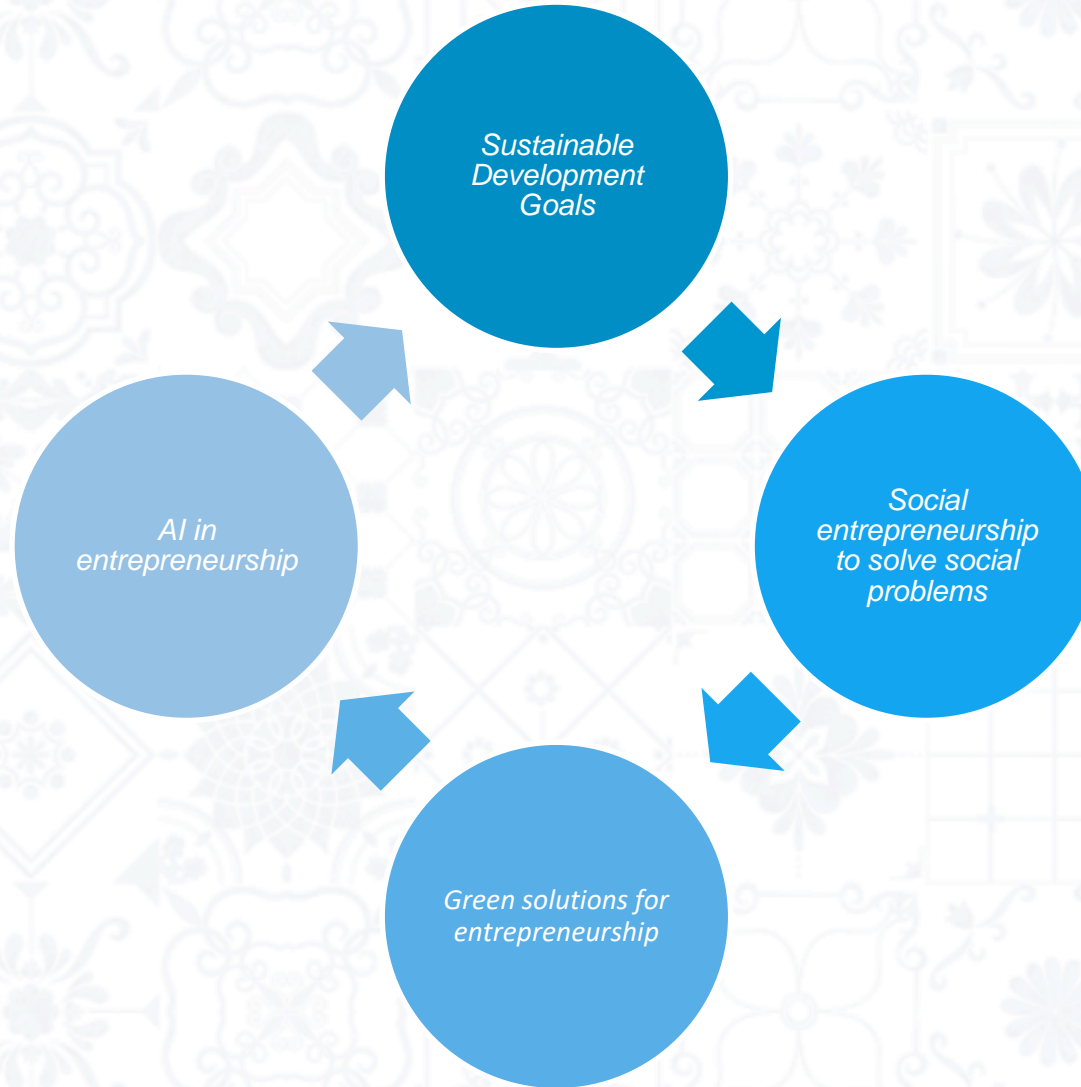 Sustainable
Development
Goals
Social
entrepreneurship
to solve social
problems
Green solutions for
entrepreneurship
AI in
entrepreneurship